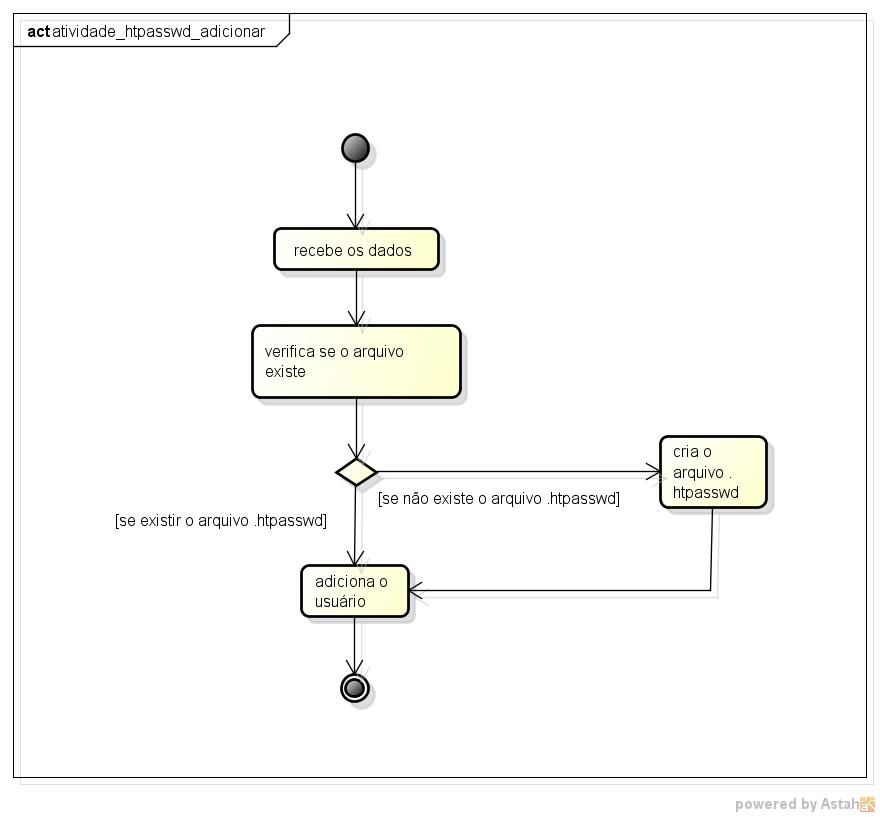 act atividade_htpasswd_adicionar
recebe os dados
verifica se o arquivo
existe
cria o
arquivo .
htpasswd
[se não existe o arquivo .htpasswd]
[se existir o arquivo .htpasswd]
adiciona o
usuário
powered by Astah